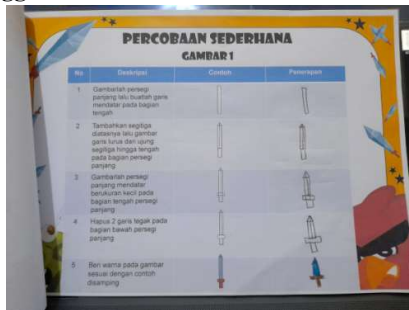 PERCOBAAN SEDERHANA
GAMBAR 1
No Deskripsi Contoh Penerapan
1 Gambarlah persegi
panjang lalu buatlah garis
mendatar pada bagian
tengah
2 Tambahkan segitiga
diatasnya lalu gambar
garis lurus dari ujung
segitiga hingga tengah
pada bagian persegi
panjang
3 Gambarlah persegi
panjang mendatar
berukuran kecil pada
bagian tengah persegi
panjang
4 Hapus 2 garis tegak pada
bagian bawah persegi
panjang
5 Beri warna pada gambar
sesuai dengan contoh
disamping